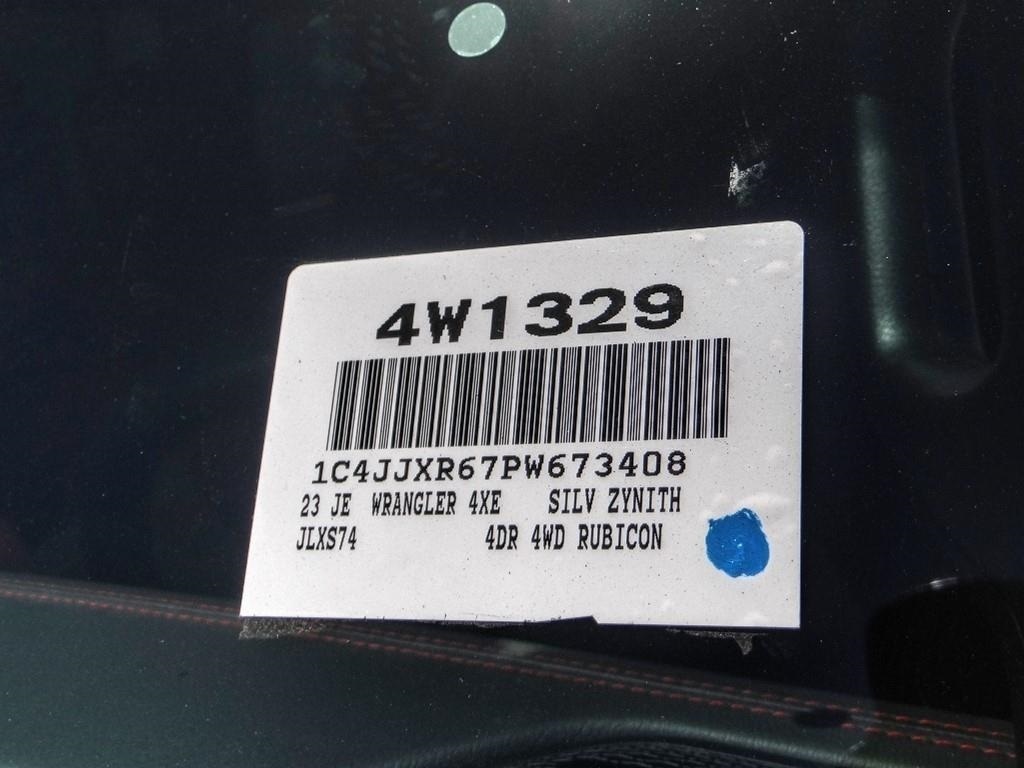 4W1329
1C4JJXR67PW673408
23 JE WRANGLER 4XE SILV ZYNITH
JLXS74 4DR 4WD RUBICON